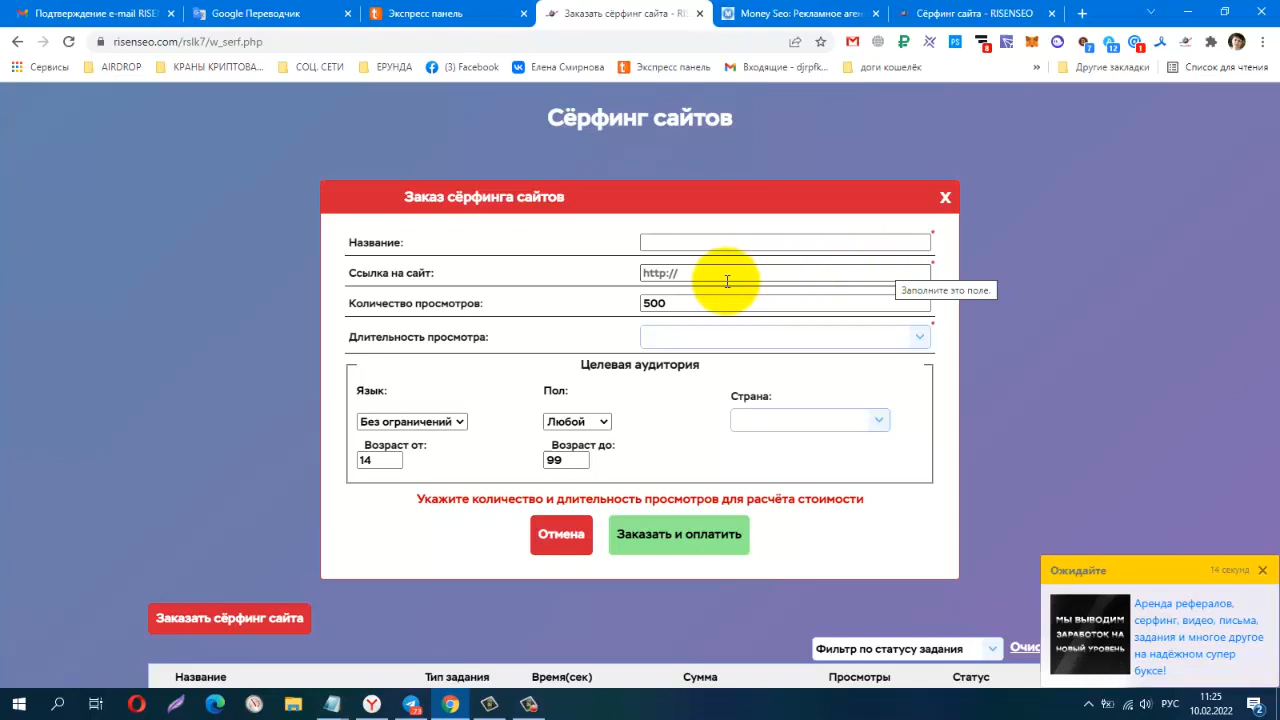 Подтверждение e-mail RISEN
Google Переводчик
Экспресс панель
Заказать сёрфинг сайта - RIS
Money Seo: Рекламное аген
Сёрфинг сайта - RISENSEO
risenseo.com/rslk7/w_serf.php
Сервисы
AIRDROP
КРАНЫ КРИПТОВА...
СОЦ. СЕТИ
ЕРУНДА
(3) Facebook
Елена Смирнова
Экспресс панель
Входящие - djrpfk...
доги кошелёк
»
Другие закладки
Список для чтения
Сёрфинг сайтов
Заказ сёрфинга сайтов
X
Название:
*
Ссылка на сайт:
http://
*
Заполните это поле.
Количество просмотров:
500
Длительность просмотра:
*
Целевая аудитория
Язык:
Пол:
Страна:
Без ограничений
Любой
Возраст от:
Возраст до:
14
99
Укажите количество и длительность просмотров для расчёта стоимости
Отмена
Заказать и оплатить
Ожидайте
14 секунд
МЫ ВЫВОДИМ
ЗАРАБОТОК НА
НОВЫЙ УРОВЕНЬ
Аренда рефералов,
серфинг, видео, письма,
задания и многое другое
на надёжном супер
буксе!
Заказать сёрфинг сайта
Фильтр по статусу задания
Очис
Название
Тип задания
Время(сек)
Сумма
Просмотры
Статус
РУС
11:25
10.02.2022